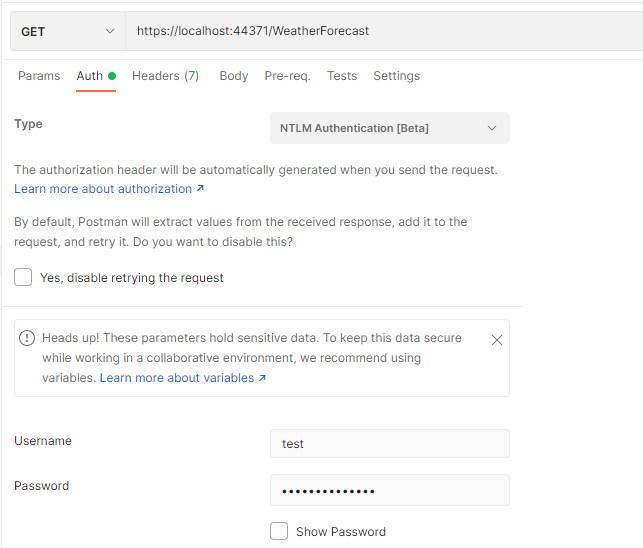 GET https://localhost:44371/WeatherForecast
Params Auth Headers (7) Body Pre-req. Tests Settings
Type NTLM Authentication [Beta]
The authorization header will be automatically generated when you send the request.
Learn more about authorization ↗
By default, Postman will extract values from the received response, add it to the
request, and retry it. Do you want to disable this?
Yes, disable retrying the request
Heads up! These parameters hold sensitive data. To keep this data secure
while working in a collaborative environment, we recommend using
variables. Learn more about variables ↗
Username test
Password ••••••••••••••
Show Password